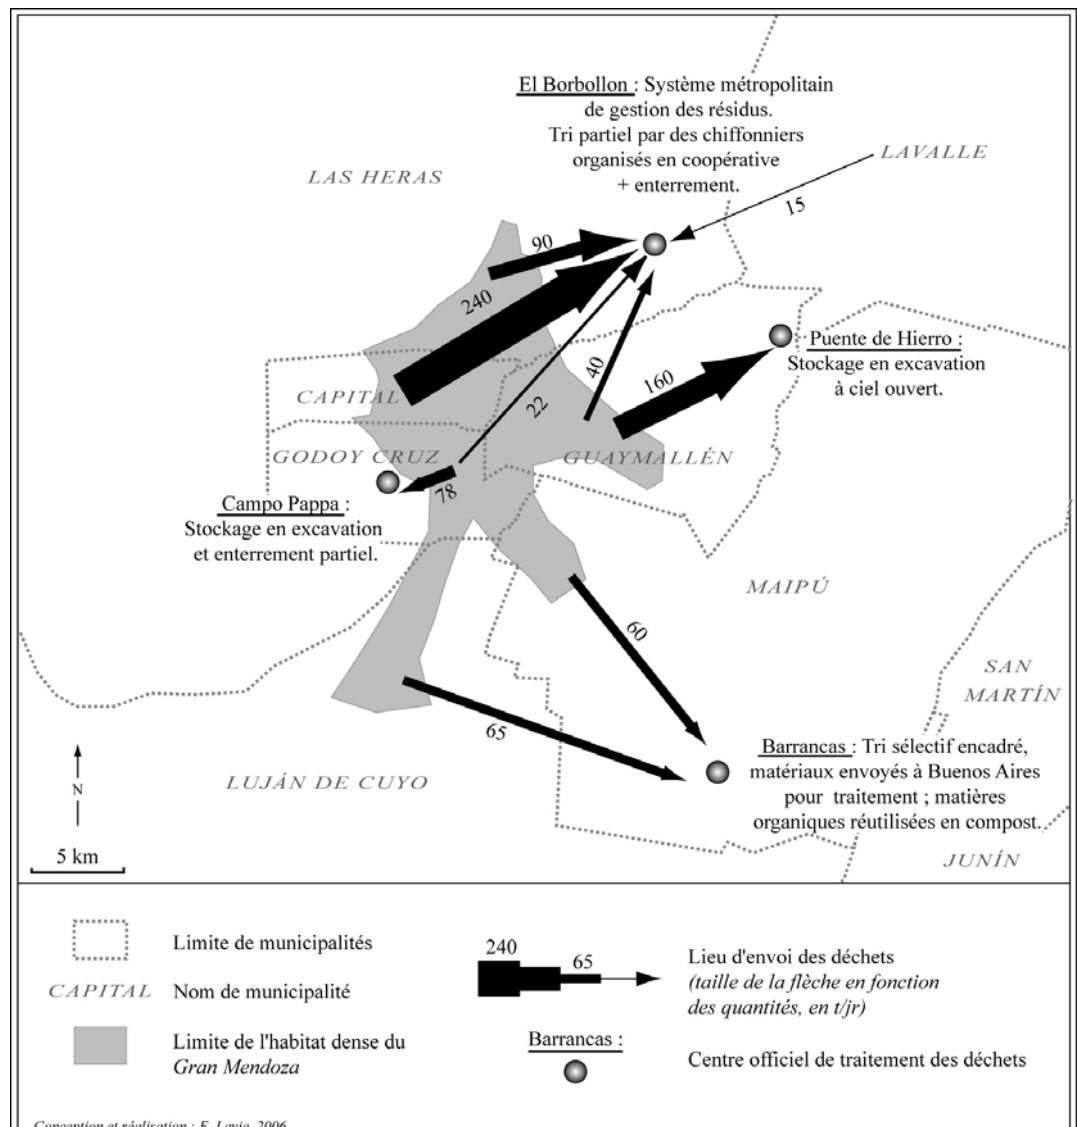 El Borbollon : Système métropolitain
de gestion des résidus.
Tri partiel par des chiffonniers
organisés en coopérative
+ enterrement.
LAVALLE
LAS HERAS
15
90
240
Puente de Hierro :
Stockage en excavation
à ciel ouvert.
40
160
CAPITAL
22
GODOY CRUZ
GUAYMALLÉN
78
Campo Pappa :
Stockage en excavation
et enterrement partiel.
MAIPÚ
60
SAN
MARTÍN
65
Barrancas : Tri sélectif encadré,
matériaux envoyés à Buenos Aires
pour traitement ; matières
organiques réutilisées en compost.
LUJÁN DE CUYO
N
5 km
JUNÍN
Limite de municipalités
CAPITAL Nom de municipalité
Limite de l'habitat dense du
Gran Mendoza
240
65
Lieu d'envoi des déchets
(taille de la flèche en fonction
des quantités, en t/jr)
Barrancas :
Centre officiel de traitement des déchets
Conception et réalisation : E. Lavie, 2006